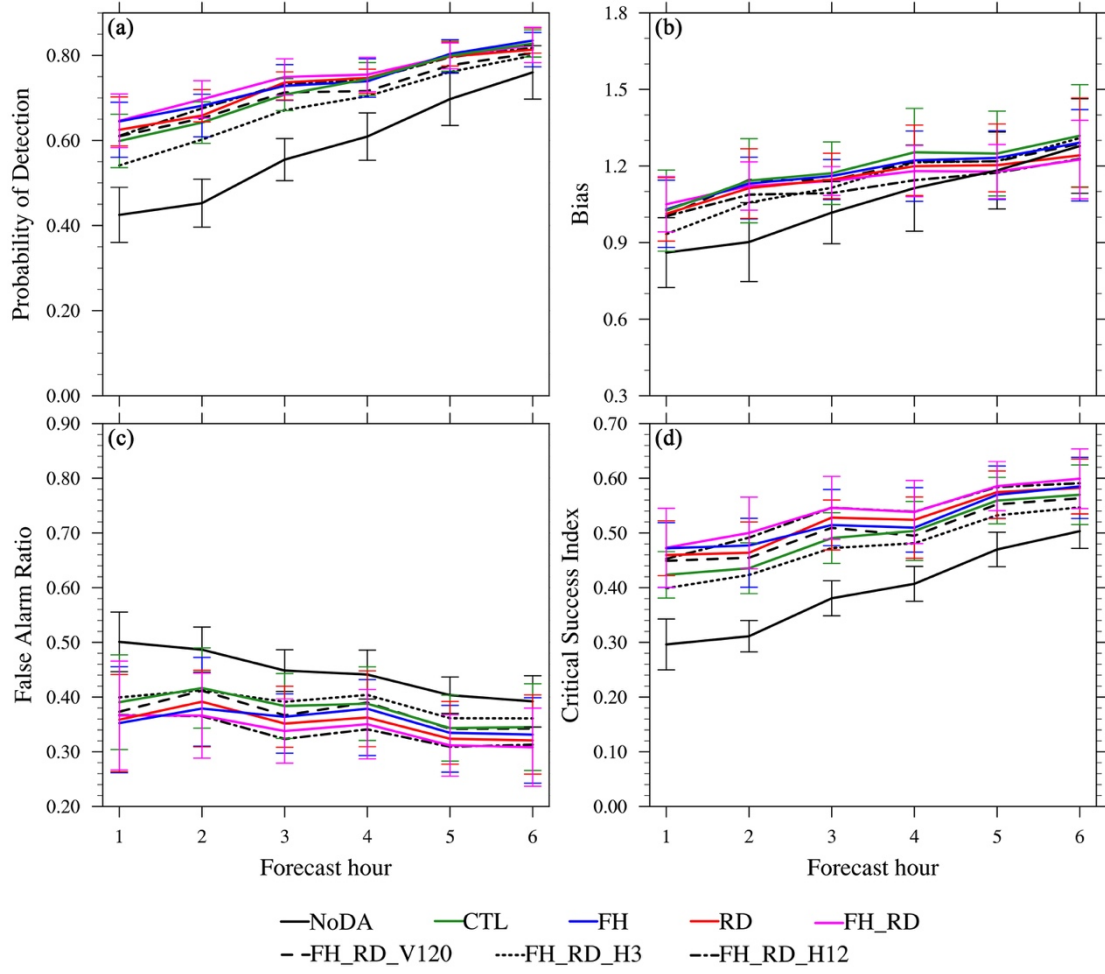 (a)
Probability of Detection
0.80
0.60
0.40
0.20
0.00
(b)
Bias
1.8
1.5
1.2
0.9
0.6
0.3
(c)
False Alarm Ratio
0.90
0.80
0.70
0.60
0.50
0.40
0.30
0.20
1 2 3 4 5 6
Forecast hour
(d)
Critical Success Index
0.70
0.60
0.50
0.40
0.30
0.20
0.10
0.00
1 2 3 4 5 6
Forecast hour
NoDA CTL FH RD FH_RD
FH_RD_V120 FH_RD_H3 FH_RD_H12